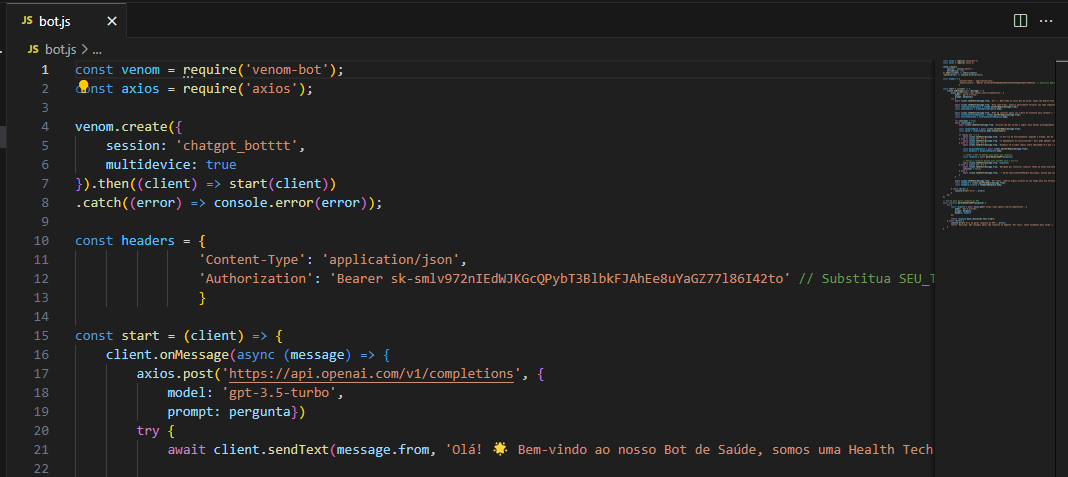 JS bot.js ×
JS bot.js > ...
1 const venom = require('venom-bot');
2 const axios = require('axios');
3
4 venom.create({
5     session: 'chatgpt_botttt',
6     multidevice: true
7 }).then((client) => start(client))
8 .catch((error) => console.error(error));
9
10 const headers = {
11                 'Content-Type': 'application/json',
12                 'Authorization': 'Bearer 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' // Substitua SEU_T
13                 }
14
15 const start = (client) => {
16     client.onMessage(async (message) => {
17         axios.post('https://api.openai.com/v1/completions', {
18             model: 'gpt-3.5-turbo',
19             prompt: pergunta})
20         try {
21             await client.sendText(message.from, 'Olá! 🌟 Bem-vindo ao nosso Bot de Saúde, somos uma Health Tech
22